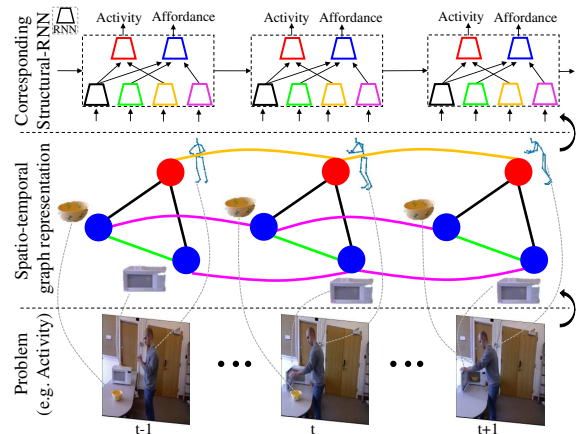 Activity Affordance
Activity Affordance
Activity Affordance
RNN
Corresponding
Structural-RNN
Spatio-temporal
graph representation
Problem
(e.g. Activity)
t-1
t
t+1